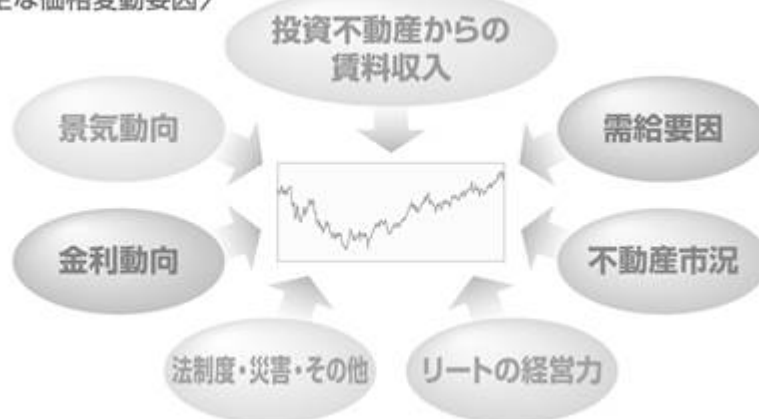 主な価格変動要因〉
投資不動産からの
賃料収入
景気動向
需給要因
金利動向
不動産市況
法制度・災害・その他
リートの経営力